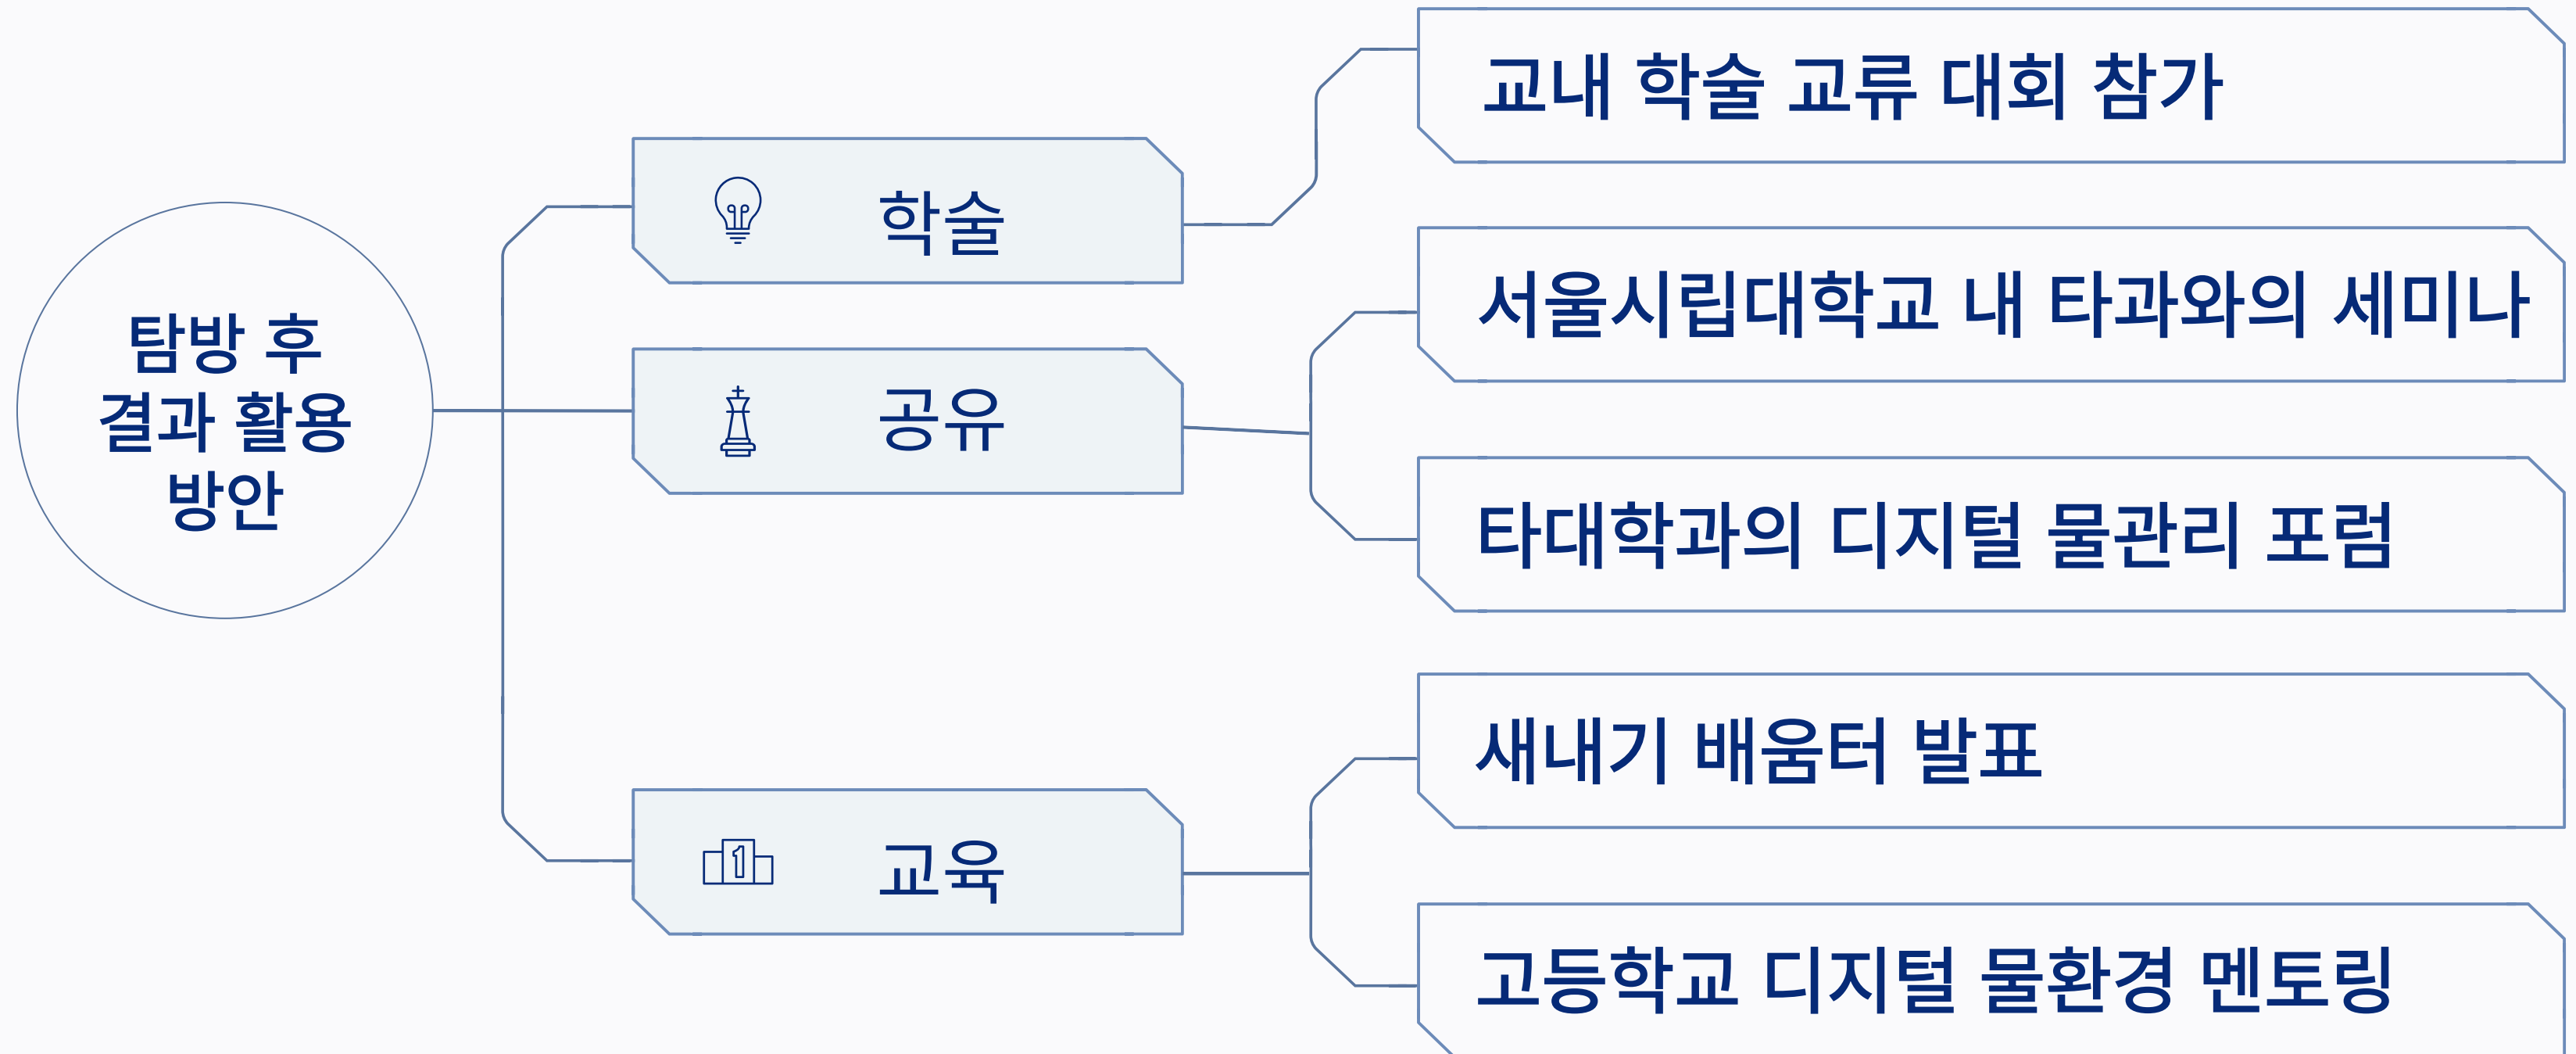 탐방 후
결과 활용
방안
학술
교내 학술 교류 대회 참가
공유
서울시립대학교 내 타과와의 세미나
타대학과의 디지털 물관리 포럼
교육
1
새내기 배움터 발표
고등학교 디지털 물환경 멘토링